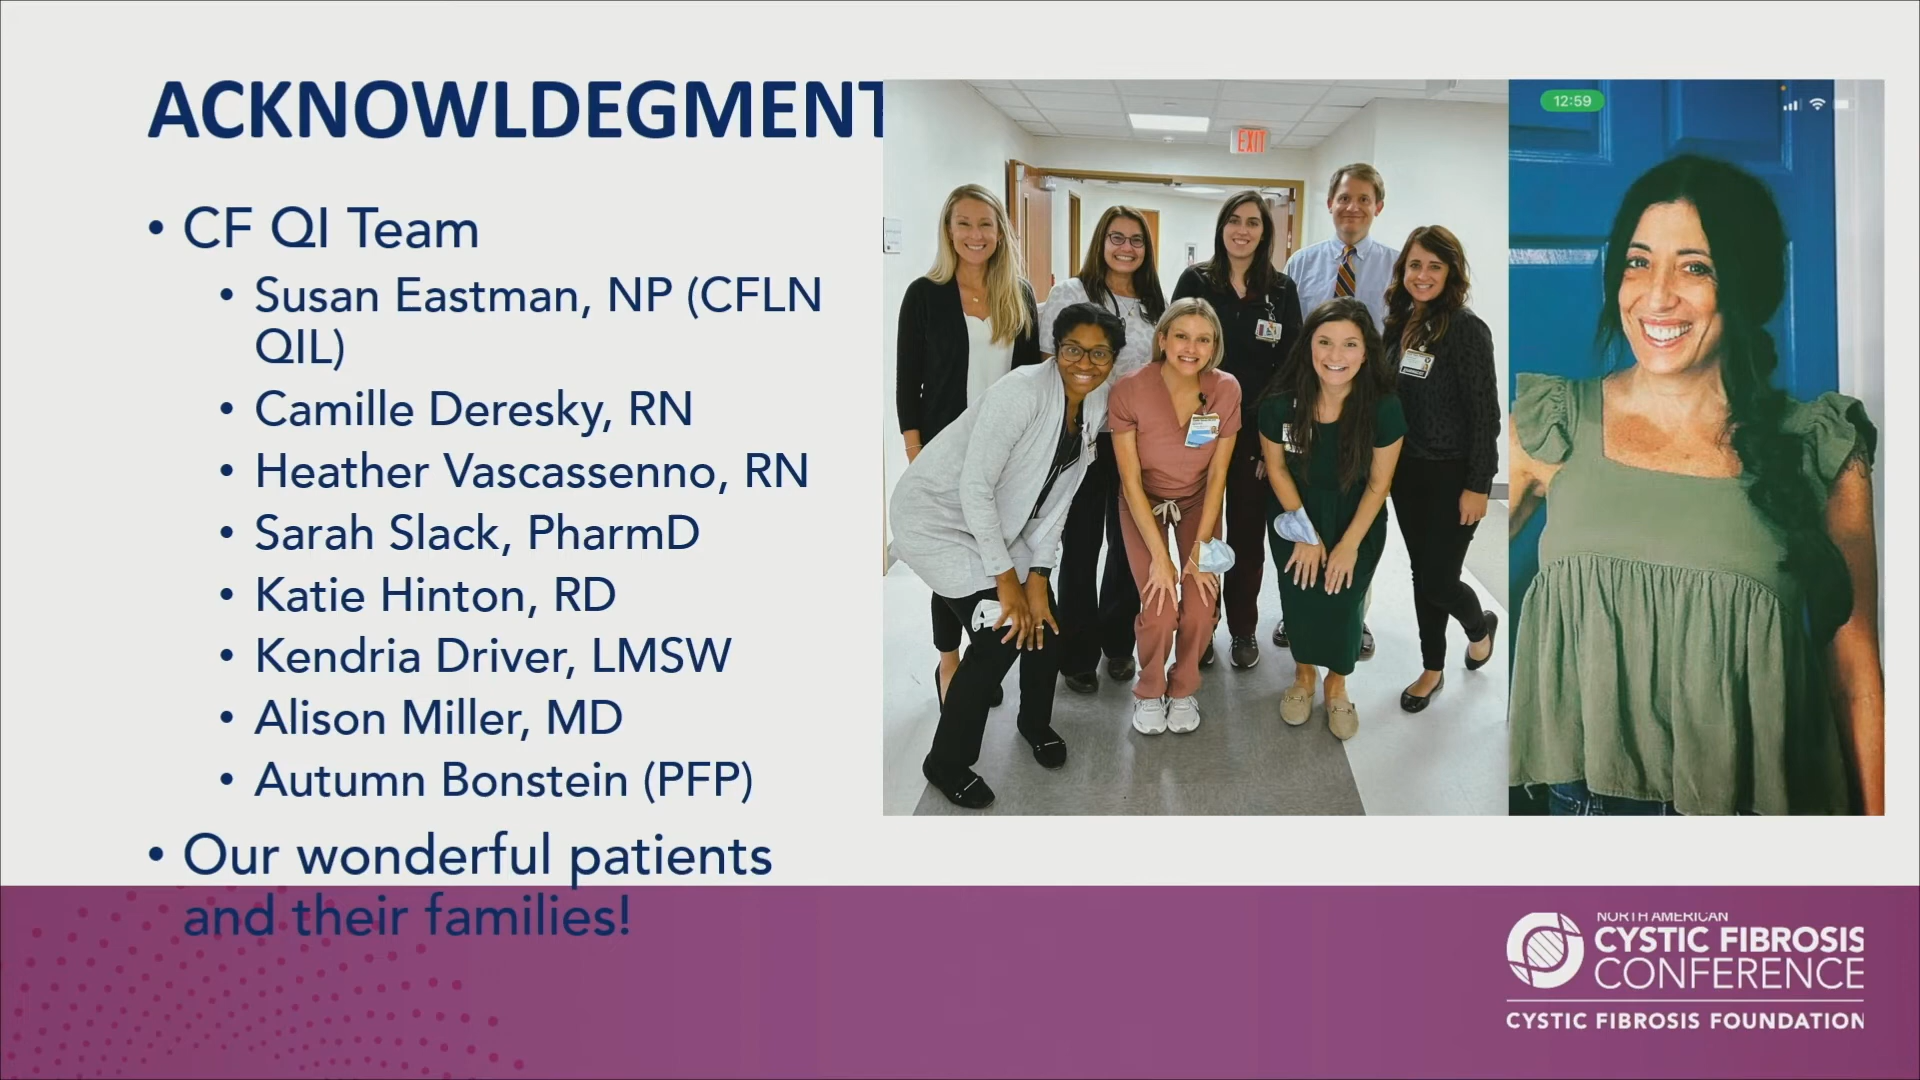 ACKNOWLDEGMENT
• CF QI Team
• Susan Eastman, NP (CFLN
QIL)
• Camille Deresky, RN
• Heather Vascassenno, RN
• Sarah Slack, PharmD
• Katie Hinton, RD
• Kendria Driver, LMSW
• Alison Miller, MD
• Autumn Bonstein (PFP)
• Our wonderful patients
and their families!
EXIT
12:59
NORTH AMERICAN
CYSTIC FIBROSIS
CONFERENCE
CYSTIC FIBROSIS FOUNDATION